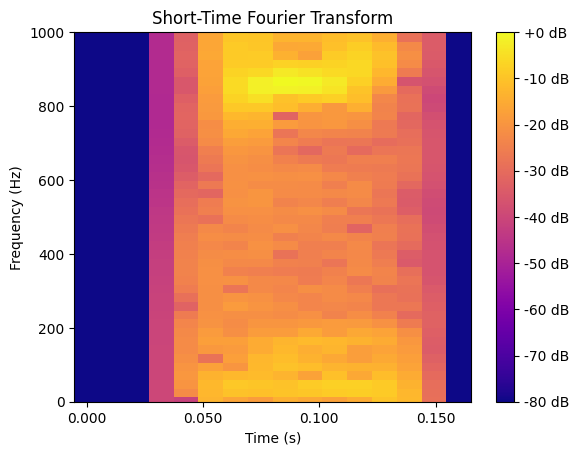 Short-Time Fourier Transform
1000
800
600
400
200
0
Frequency (Hz)
0.000
0.050
0.100
0.150
Time (s)
+0 dB
-10 dB
-20 dB
-30 dB
-40 dB
-50 dB
-60 dB
-70 dB
-80 dB